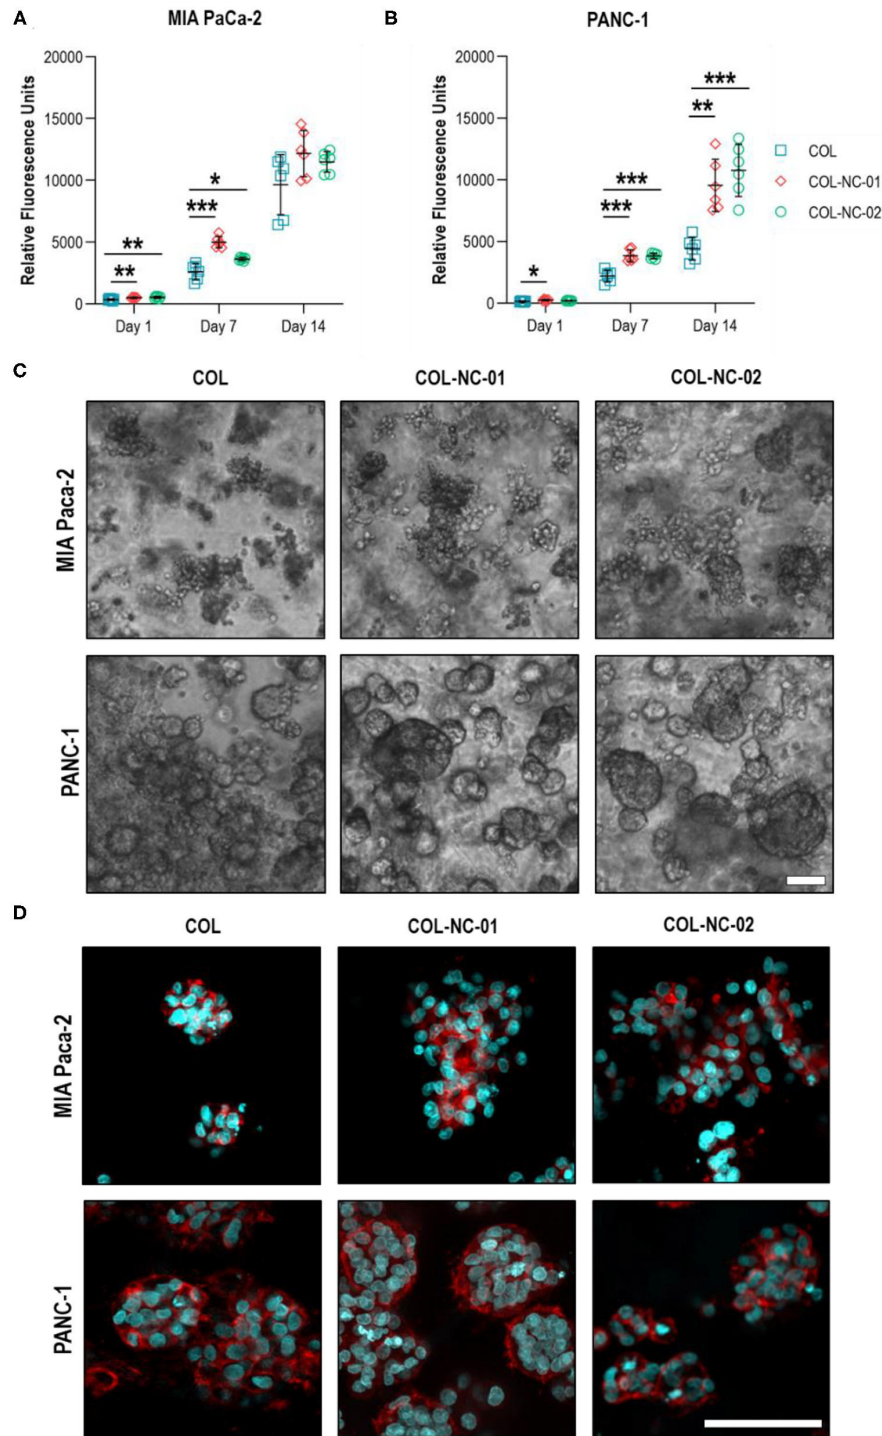 A
MIA PaCa-2
Relative Fluorescence Units
20000
15000
10000
5000
0
**
**
***
*
Day 1
Day 7
Day 14
B
PANC-1
Relative Fluorescence Units
20000
15000
10000
5000
0
*
***
***
**
***
Day 1
Day 7
Day 14
COL
COL-NC-01
COL-NC-02
C
COL
COL-NC-01
COL-NC-02
MIA Paca-2
PANC-1
D
COL
COL-NC-01
COL-NC-02
MIA Paca-2
PANC-1